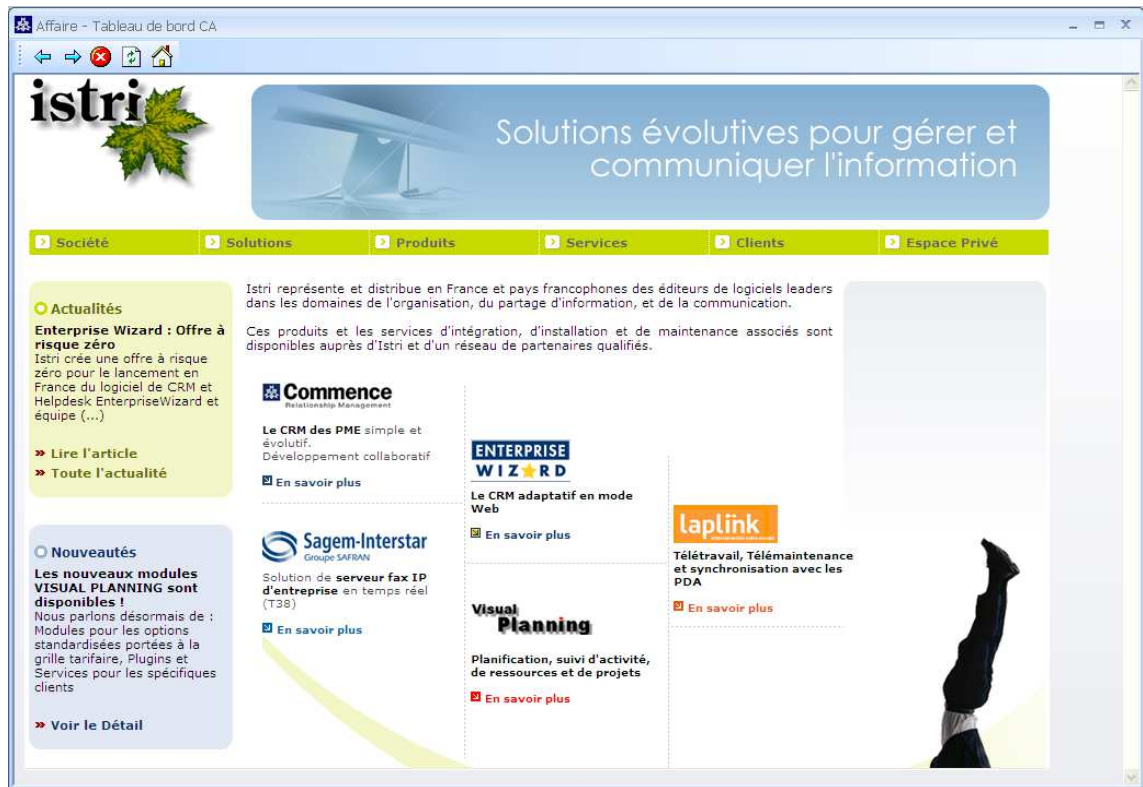 Affaire - Tableau de bord CA
istri
Solutions évolutives pour gérer et
communiquer l'information
Société
Solutions
Produits
Services
Clients
Espace Privé
Actualités
Enterprise Wizard : Offre à
risque zéro
Istri crée une offre à risque
zéro pour le lancement en
France du logiciel de CRM et
Helpdesk EnterpriseWizard et
équipe (...)
» Lire l'article
» Toute l'actualité
Nouveautés
Les nouveaux modules
VISUAL PLANNING sont
disponibles !
Nous parlons désormais de :
Modules pour les options
standardisées portées à la
grille tarifaire, Plugins et
Services pour les spécifiques
clients
» Voir le Détail
Istri représente et distribue en France et pays francophones des éditeurs de logiciels leaders
dans les domaines de l'organisation, du partage d'information, et de la communication.
Ces produits et les services d'intégration, d'installation et de maintenance associés sont
disponibles auprès d'Istri et d'un réseau de partenaires qualifiés.
Commence
Relationship Management
Le CRM des PME simple et
évolutif.
Développement collaboratif
En savoir plus
Sagem-Interstar
Groupe SAFRAN
Solution de serveur fax IP
d'entreprise en temps réel
(T38)
En savoir plus
ENTERPRISE
WIZARD
Le CRM adaptatif en mode
Web
En savoir plus
Visual
Planning
Planification, suivi d'activité,
de ressources et de projets
En savoir plus
laplink
Télétravail, Télémaintenance
et synchronisation avec les
PDA
En savoir plus